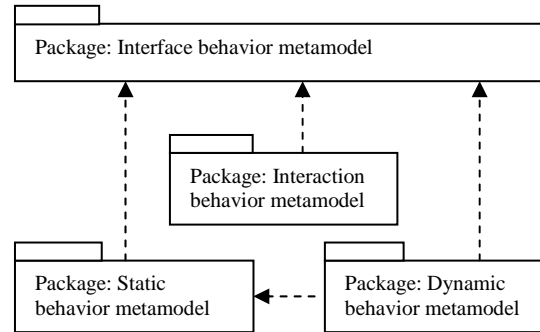 Package: Interface behavior metamodel
Package: Interaction
behavior metamodel
Package: Static
behavior metamodel
Package: Dynamic
behavior metamodel